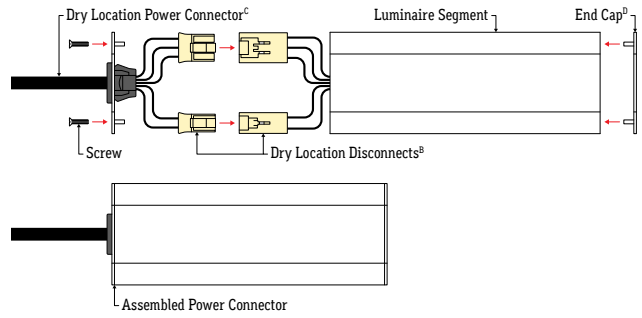 Dry Location Power Connectorᶜ
Luminaire Segment
End Capᴰ
Screw
Dry Location Disconnectsᴮ
Assembled Power Connector